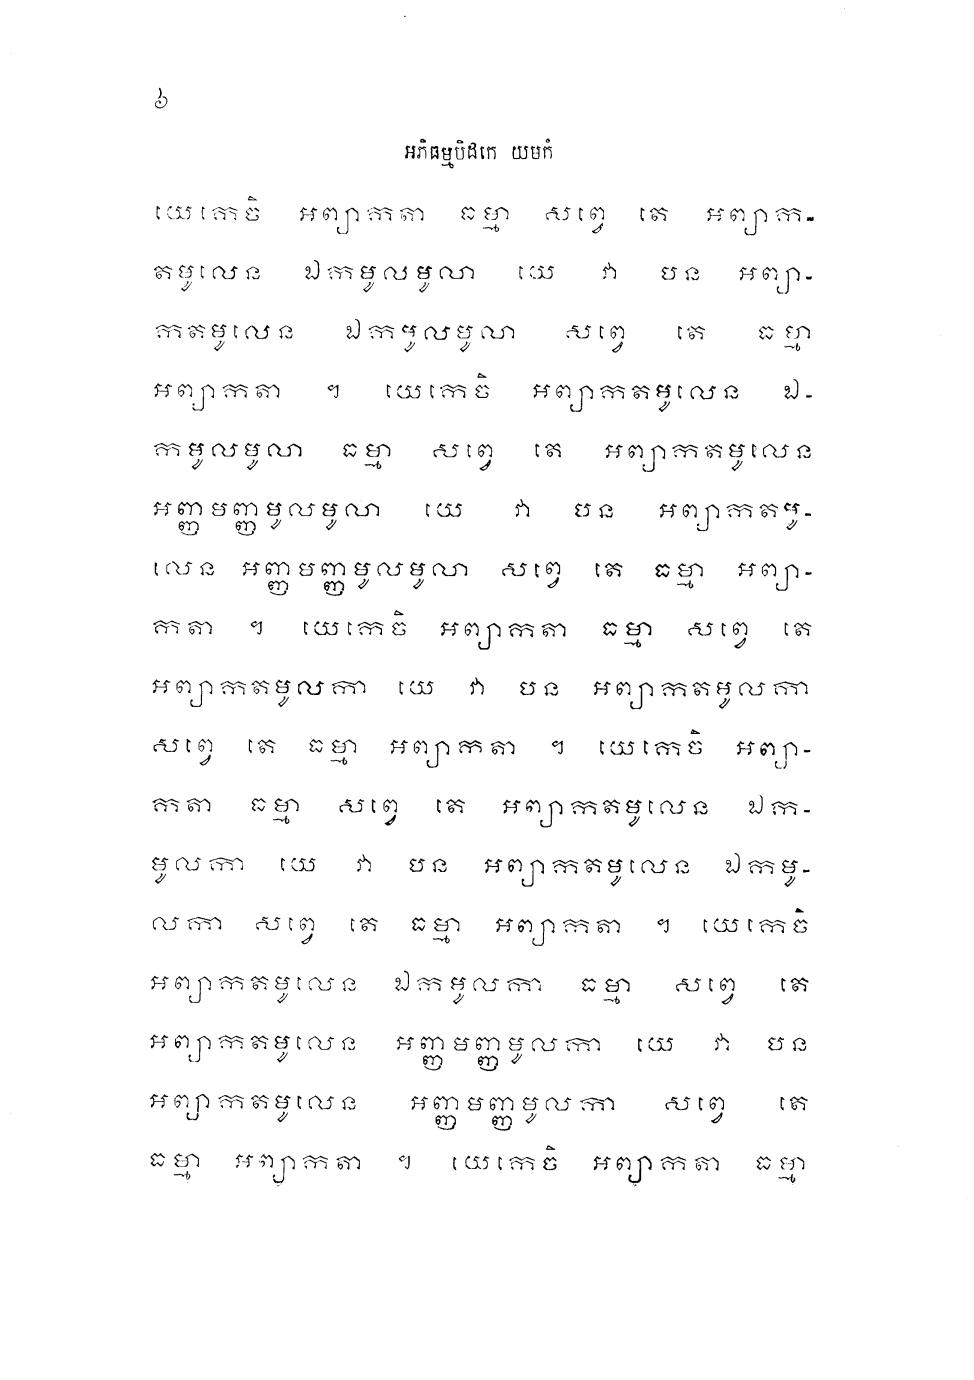 ៦
អភិធម្មបិដកេ យមកំ
យេកេចិ អព្យាកតា ធម្មា សព្វេ តេ អព្យាក-
តមូលេន ឯកមូលមូលា យេ វា បន អព្យា-
កតមូលេន ឯកមូលមូលា សព្វេ តេ ធម្មា
អព្យាកតា ។ យេកេចិ អព្យាកតមូលេន ឯ-
កមូលមូលា ធម្មា សព្វេ តេ អព្យាកតមូលេន
អញ្ញមញ្ញមូលមូលា យេ វា បន អព្យាកតមូ-
លេន អញ្ញមញ្ញមូលមូលា សព្វេ តេ ធម្មា អព្យា-
កតា ។ យេកេចិ អព្យាកតា ធម្មា សព្វេ តេ
អព្យាកតមូលកា យេ វា បន អព្យាកតមូលកា
សព្វេ តេ ធម្មា អព្យាកតា ។ យេកេចិ អព្យា-
កតា ធម្មា សព្វេ តេ អព្យាកតមូលេន ឯក-
មូលកា យេ វា បន អព្យាកតមូលេន ឯកមូ-
លកា សព្វេ តេ ធម្មា អព្យាកតា ។ យេកេចិ
អព្យាកតមូលេន ឯកមូលកា ធម្មា សព្វេ តេ
អព្យាកតមូលេន អញ្ញមញ្ញមូលកា យេ វា បន
អព្យាកតមូលេន អញ្ញមញ្ញមូលកា សព្វេ តេ
ធម្មា អព្យាកតា ។ យេកេចិ អព្យាកតា ធម្មា